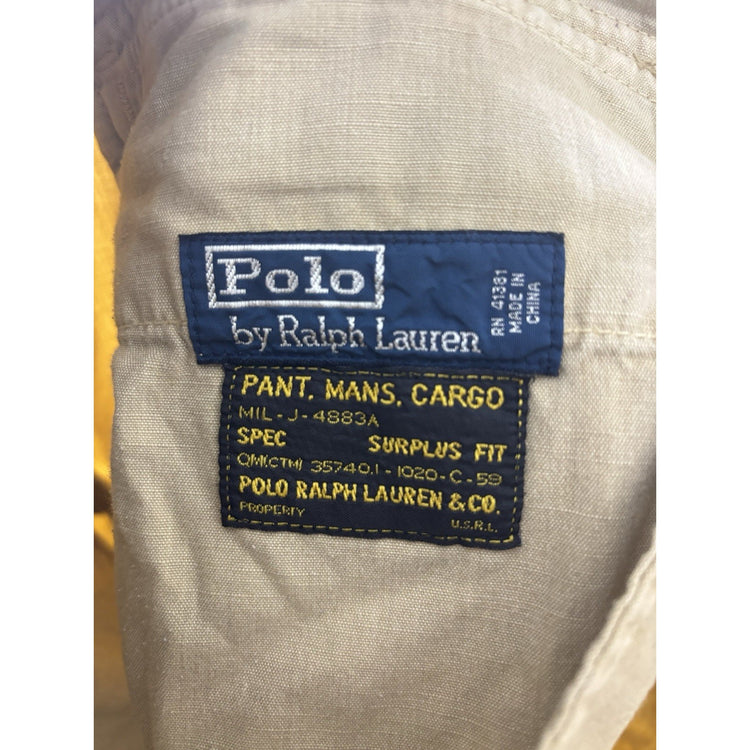 Polo
by Ralph Lauren
RN 41381
MADE IN
CHINA
PANT. MANS. CARGO
MIL - J - 4883A
SPEC SURPLUS FIT
QM(CTM) 35740.1 - 1020 - C - 59
POLO RALPH LAUREN & CO.
PROPERTY U.S.R.L.